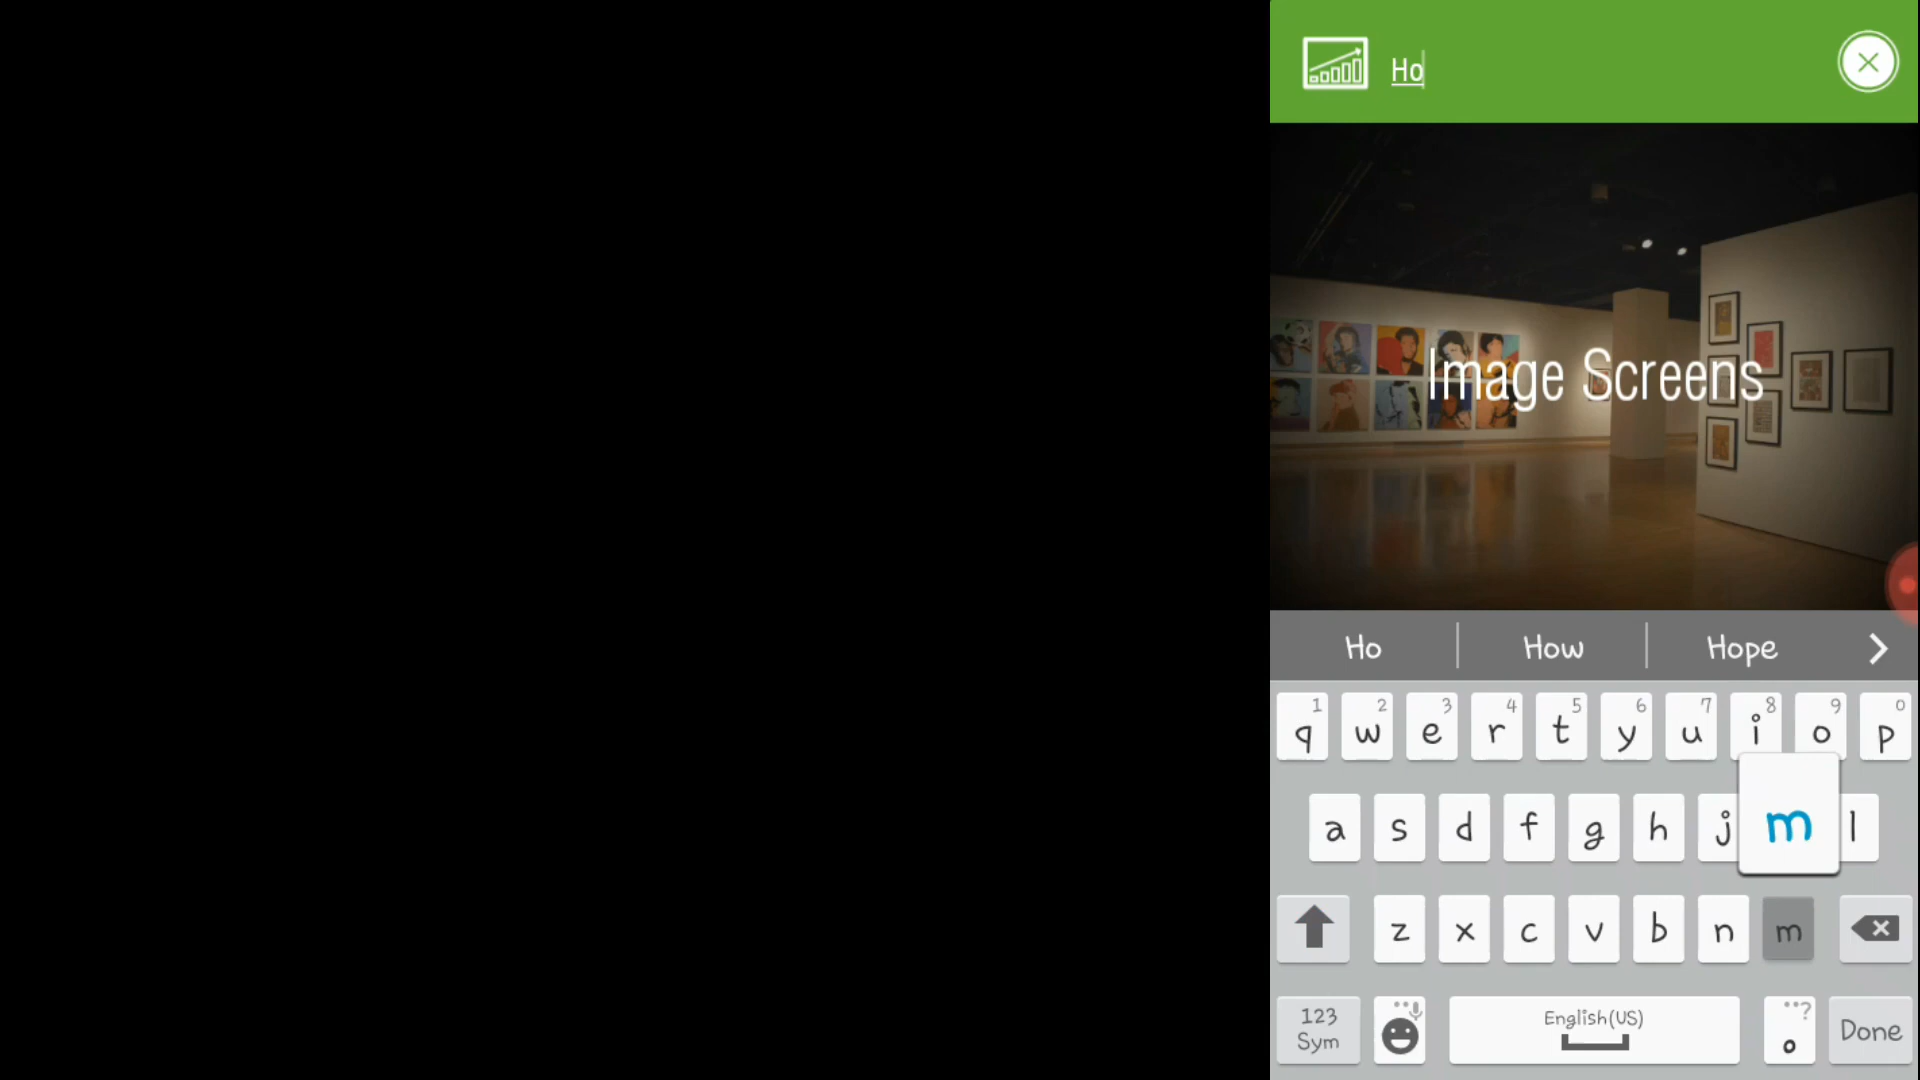 Ho
Image Screens
Ho How Hope
1 2 3 4 5 6 7 8 9 0
q w e r t y u i o p
a s d f g h j m l
z x c v b n m
123 English(US) ?
Sym Done